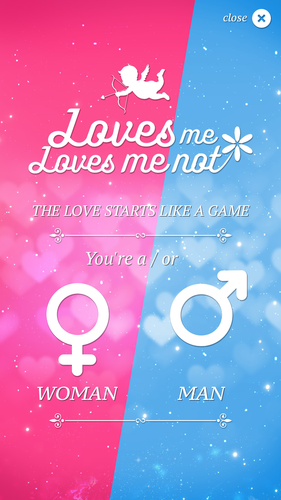 close
Loves me
Loves me not
THE LOVE STARTS LIKE A GAME
You're a / or
WOMAN MAN